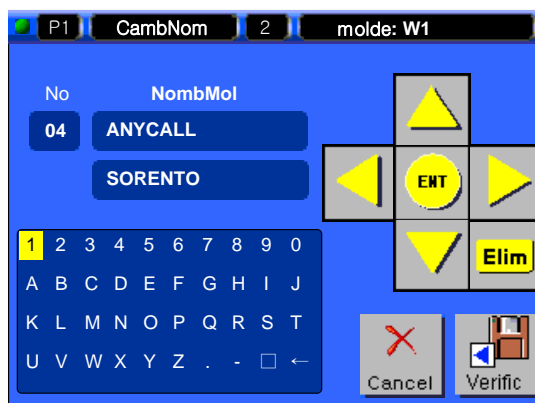 P1 CambNom 2 molde: W1
No NombMol
04 ANYCALL
SORENTO
ENT
Elim
1 2 3 4 5 6 7 8 9 0
A B C D E F G H I J
K L M N O P Q R S T
U V W X Y Z . - □ ←
Cancel Verific